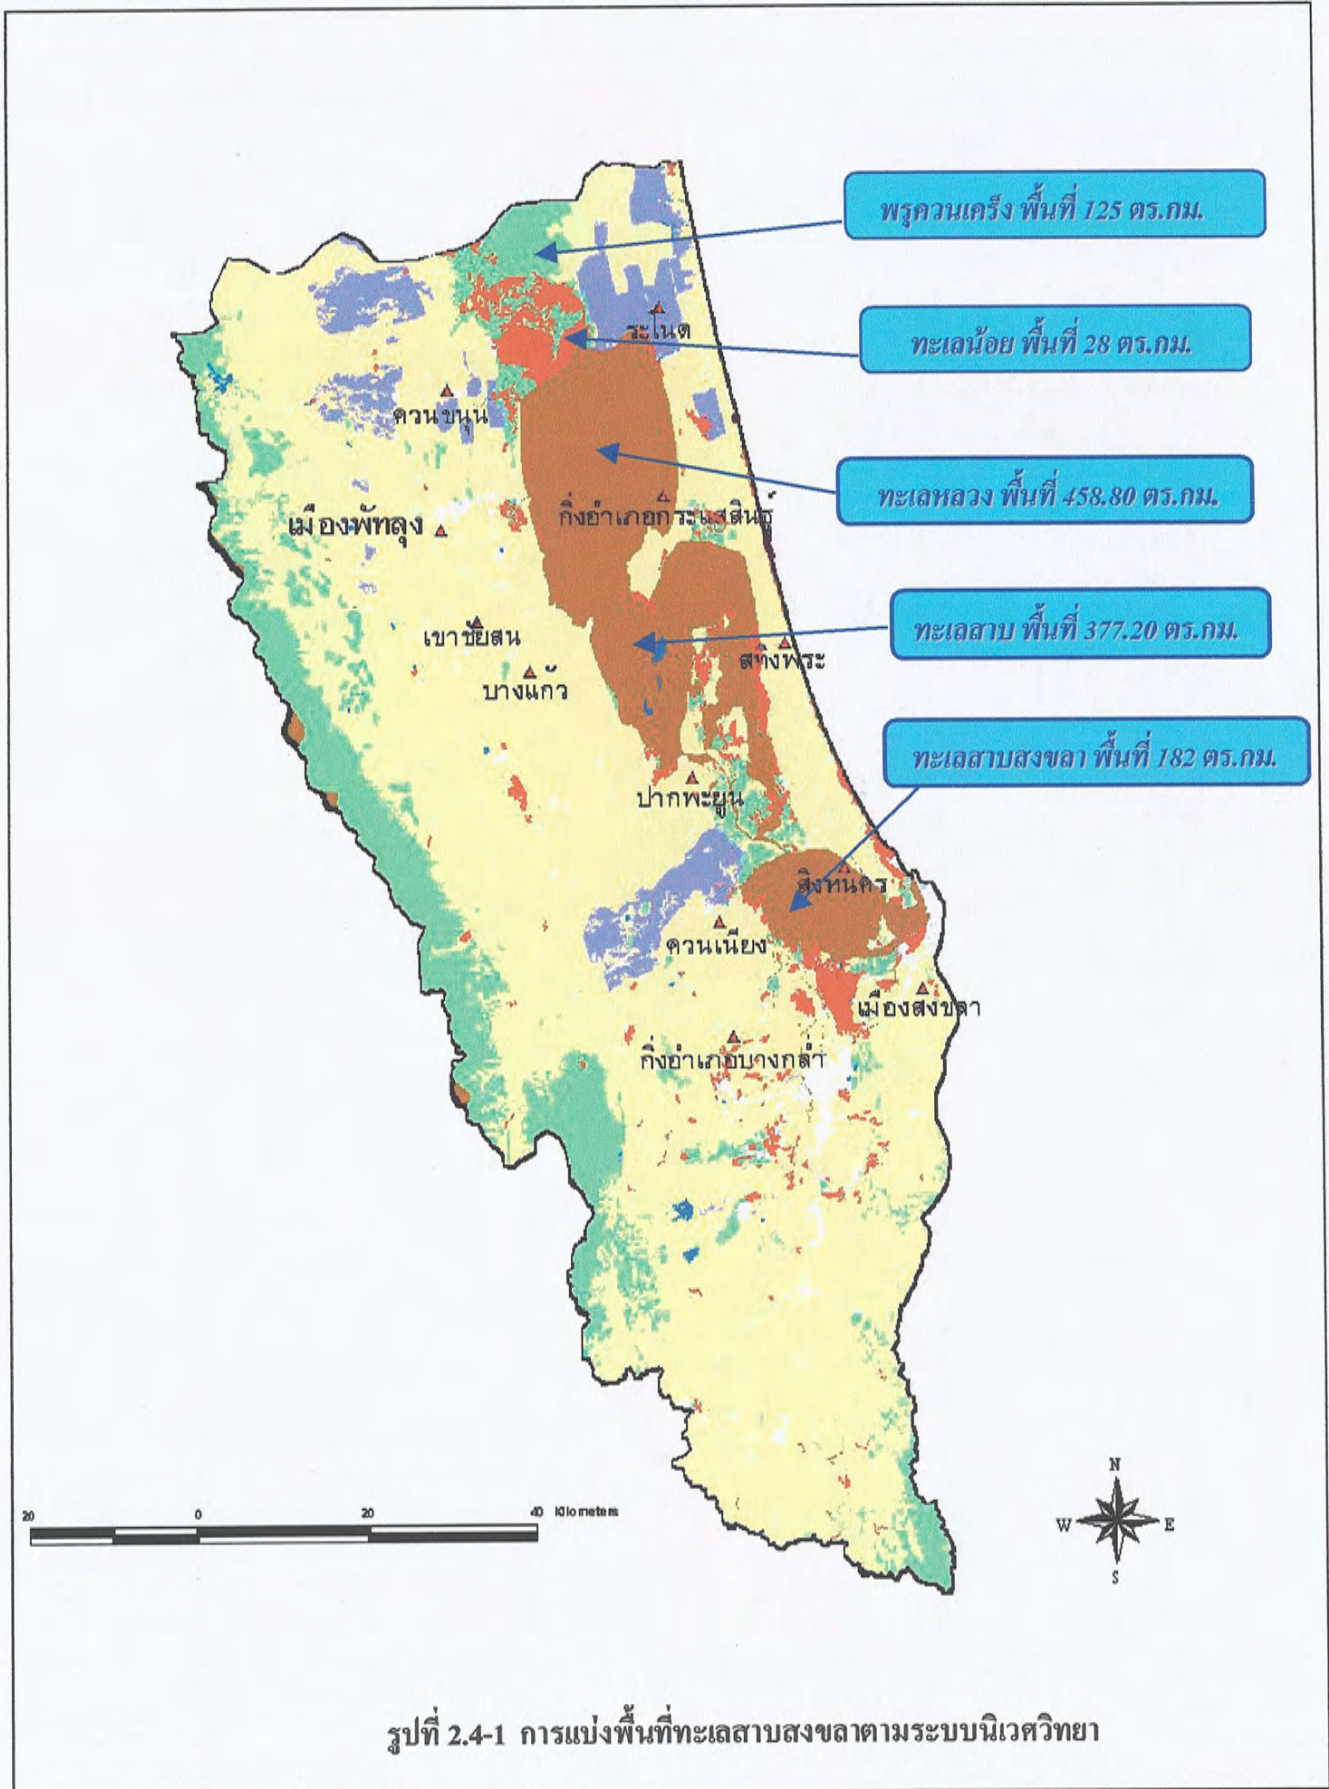 พรุควนเคร็ง พื้นที่ 125 ตร.กม.
ทะเลน้อย พื้นที่ 28 ตร.กม.
ระโนด
ควนขนุน
ทะเลหลวง พื้นที่ 458.80 ตร.กม.
กิ่งอำเภอกระแสสินธุ์
เมืองพัทลุง
ทะเลสาบ พื้นที่ 377.20 ตร.กม.
เขาชัยสน
สทิงพระ
บางแก้ว
ทะเลสาบสงขลา พื้นที่ 182 ตร.กม.
ปากพะยูน
สิงหนคร
ควนเนียง
เมืองสงขลา
กิ่งอำเภอบางกล่ำ
20 0 20 40 Kilometers
N
W E
S
รูปที่ 2.4-1 การแบ่งพื้นที่ทะเลสาบสงขลาตามระบบนิเวศวิทยา